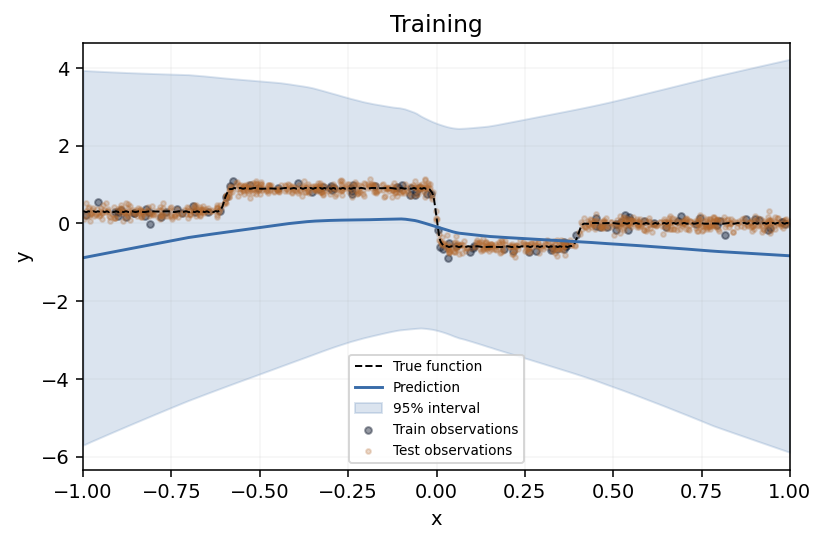 Training
4
2
0
−2
−4
−6
y
True function
Prediction
95% interval
Train observations
Test observations
−1.00 −0.75 −0.50 −0.25 0.00 0.25 0.50 0.75 1.00
x